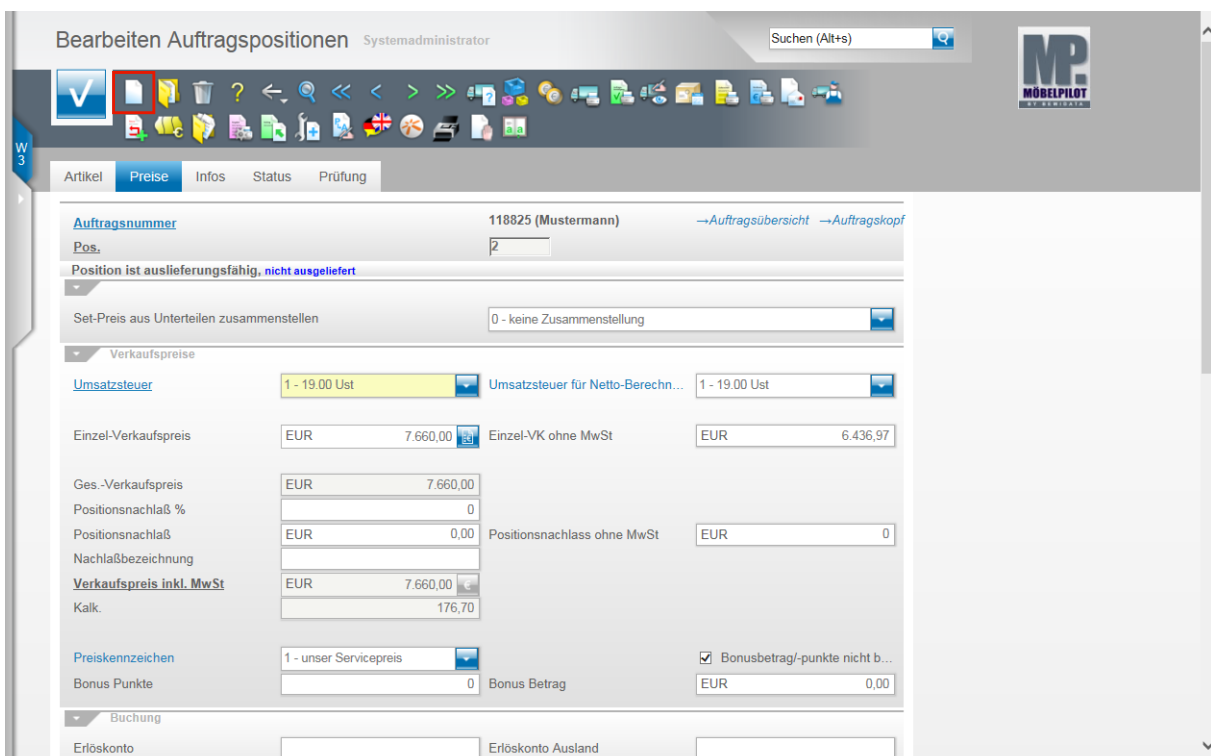 Bearbeiten Auftragspositionen Systemadministrator Suchen (Alt+s)
MP.
MÖBELPILOT
BY BEMIDATA
W
3
Artikel Preise Infos Status Prüfung
Auftragsnummer 118825 (Mustermann) →Auftragsübersicht →Auftragskopf
Pos. 2
Position ist auslieferungsfähig, nicht ausgeliefert
Set-Preis aus Unterteilen zusammenstellen 0 - keine Zusammenstellung
Verkaufspreise
Umsatzsteuer 1 - 19.00 Ust Umsatzsteuer für Netto-Berechn... 1 - 19.00 Ust
Einzel-Verkaufspreis EUR 7.660,00 Einzel-VK ohne MwSt EUR 6.436,97
Ges.-Verkaufspreis EUR 7.660,00
Positionsnachlaß % 0
Positionsnachlaß EUR 0,00 Positionsnachlass ohne MwSt EUR 0
Nachlaßbezeichnung
Verkaufspreis inkl. MwSt EUR 7.660,00 €
Kalk. 176,70
Preiskennzeichen 1 - unser Servicepreis Bonusbetrag/-punkte nicht b...
Bonus Punkte 0 Bonus Betrag EUR 0,00
Buchung
Erlöskonto Erlöskonto Ausland